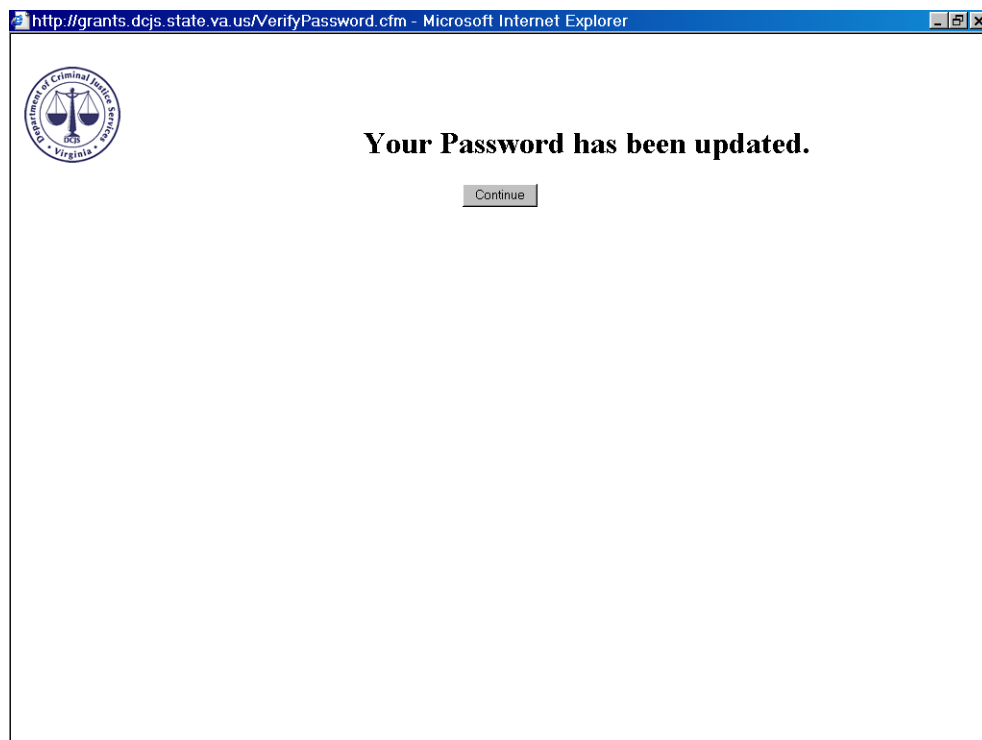 http://grants.dcjs.state.va.us/VerifyPassword.cfm - Microsoft Internet Explorer
Department of Criminal Justice Services
DCJS
• Virginia •
Your Password has been updated.
Continue